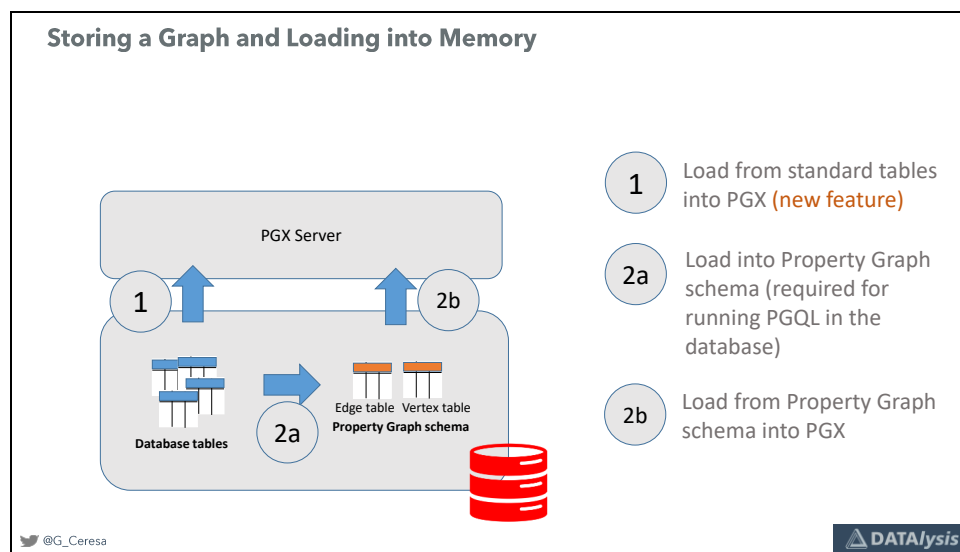 Storing a Graph and Loading into Memory
PGX Server
1
2b
Edge table Vertex table
Property Graph schema
Database tables
2a
1
Load from standard tables
into PGX (new feature)
2a
Load into Property Graph
schema (required for
running PGQL in the
database)
2b
Load from Property Graph
schema into PGX
@G_Ceresa
DATAlysis